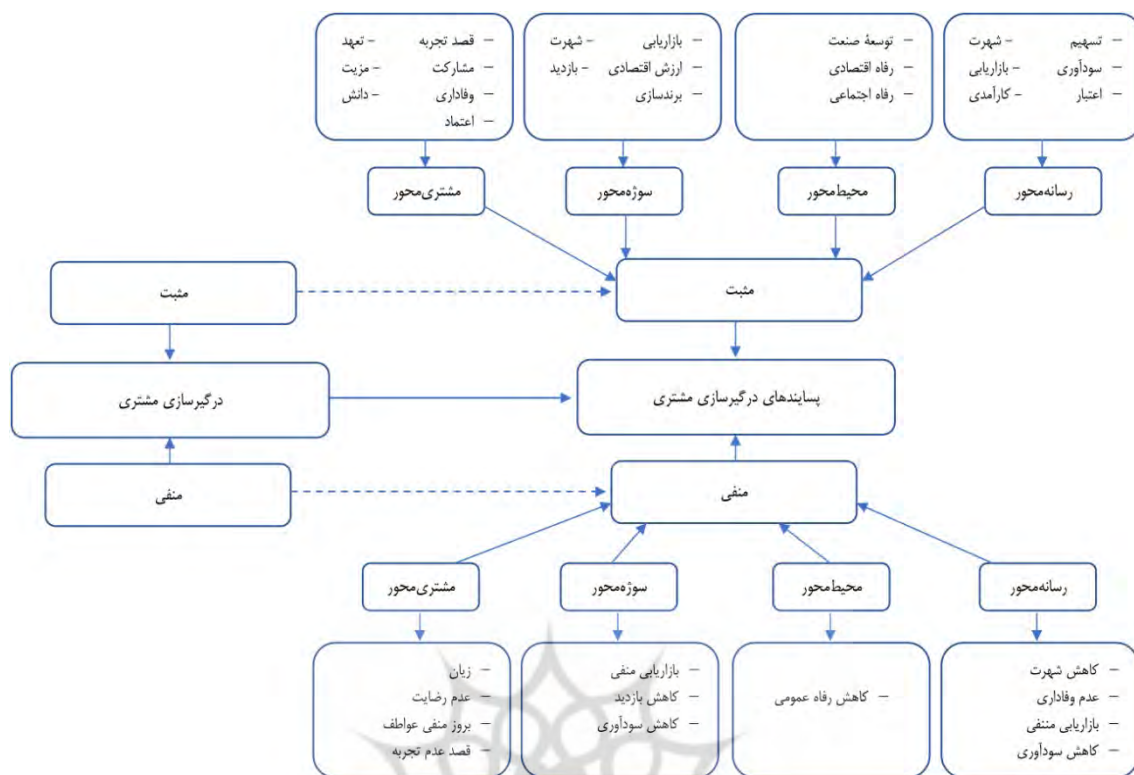 – تسهیم – شهرت
– سودآوری – بازاریابی
– اعتبار – کارآمدی
– توسعهٔ صنعت
– رفاه اقتصادی
– رفاه اجتماعی
– بازاریابی – شهرت
– ارزش اقتصادی – بازدید
– برندسازی
– قصد تجربه – تعهد
– مشارکت – مزیت
– وفاداری – دانش
– اعتماد
رسانه‌محور
محیط‌محور
سوژه‌محور
مشتری‌محور
مثبت
مثبت
پسایندهای درگیرسازی مشتری
درگیرسازی مشتری
منفی
منفی
رسانه‌محور
محیط‌محور
سوژه‌محور
مشتری‌محور
– کاهش شهرت
– عدم وفاداری
– بازاریابی مننفی
– کاهش سودآوری
– کاهش رفاه عمومی
– بازاریابی منفی
– کاهش بازدید
– کاهش سودآوری
– زیان
– عدم رضایت
– بروز منفی عواطف
– قصد عدم تجربه